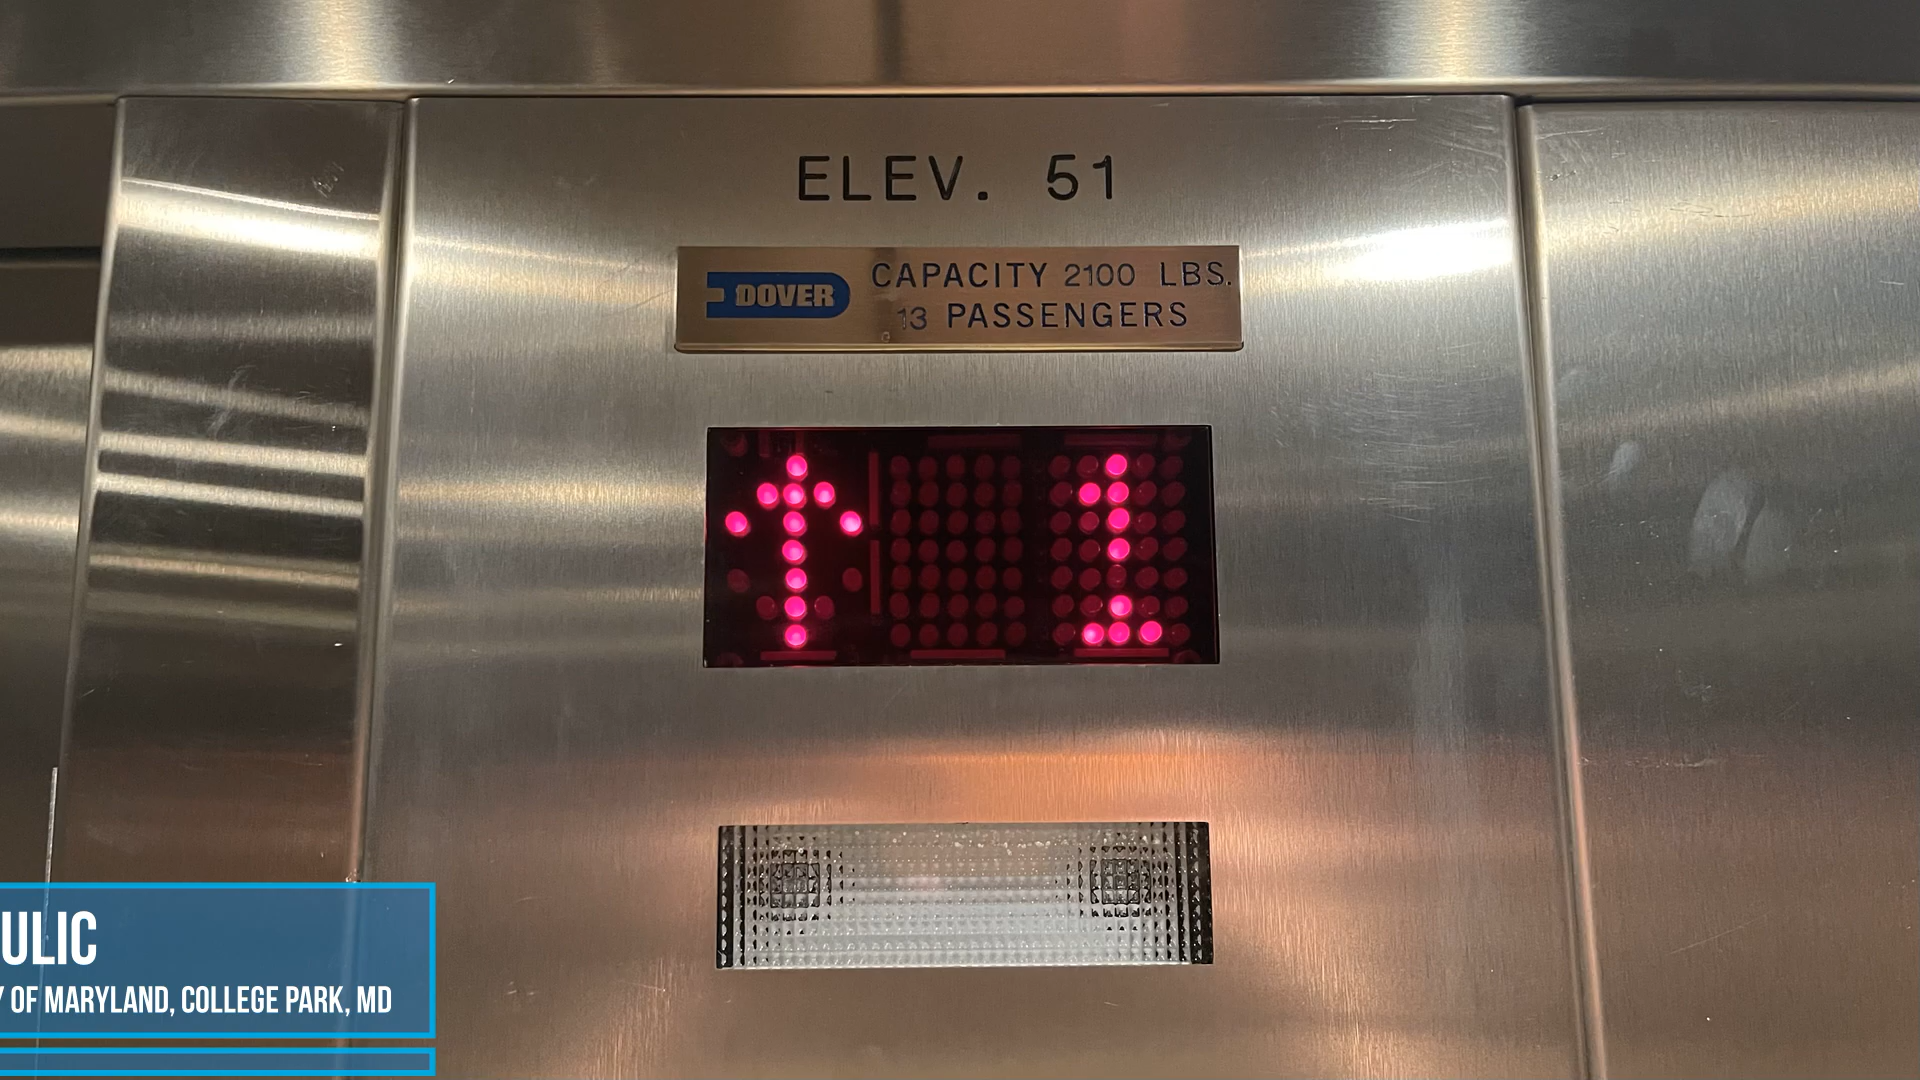 ELEV. 51
DOVER
CAPACITY 2100 LBS.
13 PASSENGERS
↑ 1
ULIC
Y OF MARYLAND, COLLEGE PARK, MD